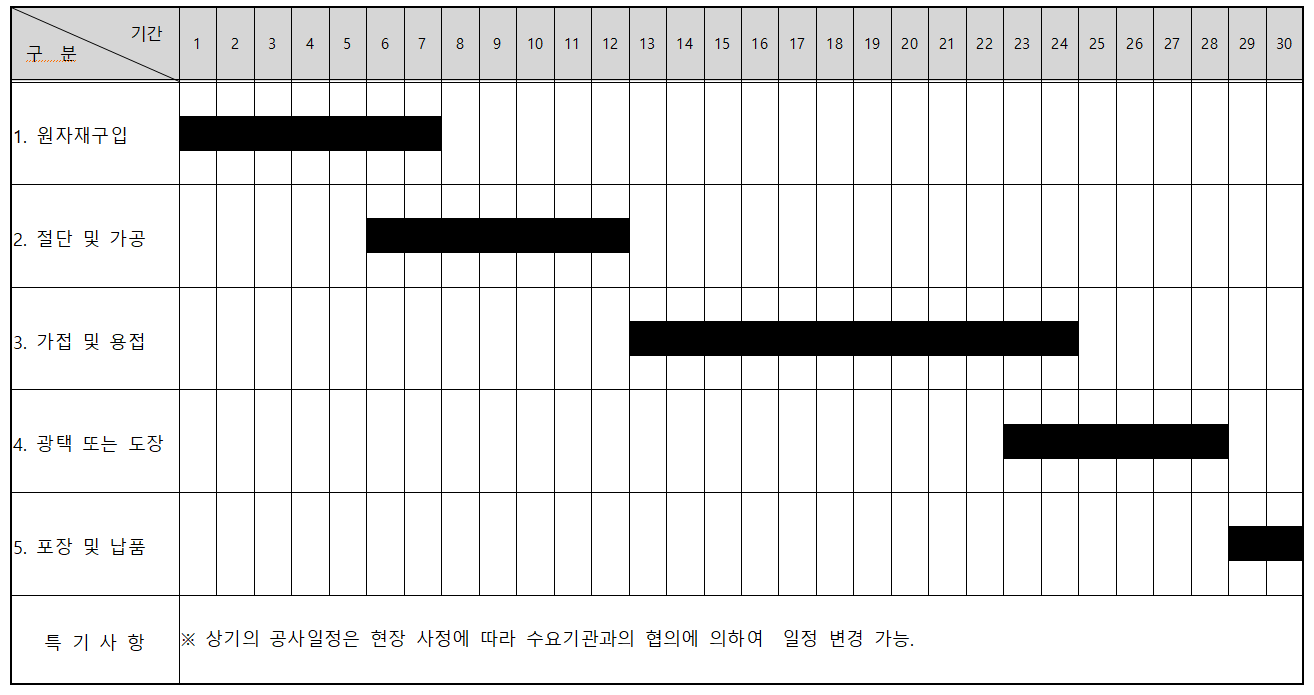 기간
구 분
1 2 3 4 5 6 7 8 9 10 11 12 13 14 15 16 17 18 19 20 21 22 23 24 25 26 27 28 29 30
1. 원자재구입
2. 절단 및 가공
3. 가접 및 용접
4. 광택 또는 도장
5. 포장 및 납품
특 기 사 항
※ 상기의 공사일정은 현장 사정에 따라 수요기관과의 협의에 의하여 일정 변경 가능.